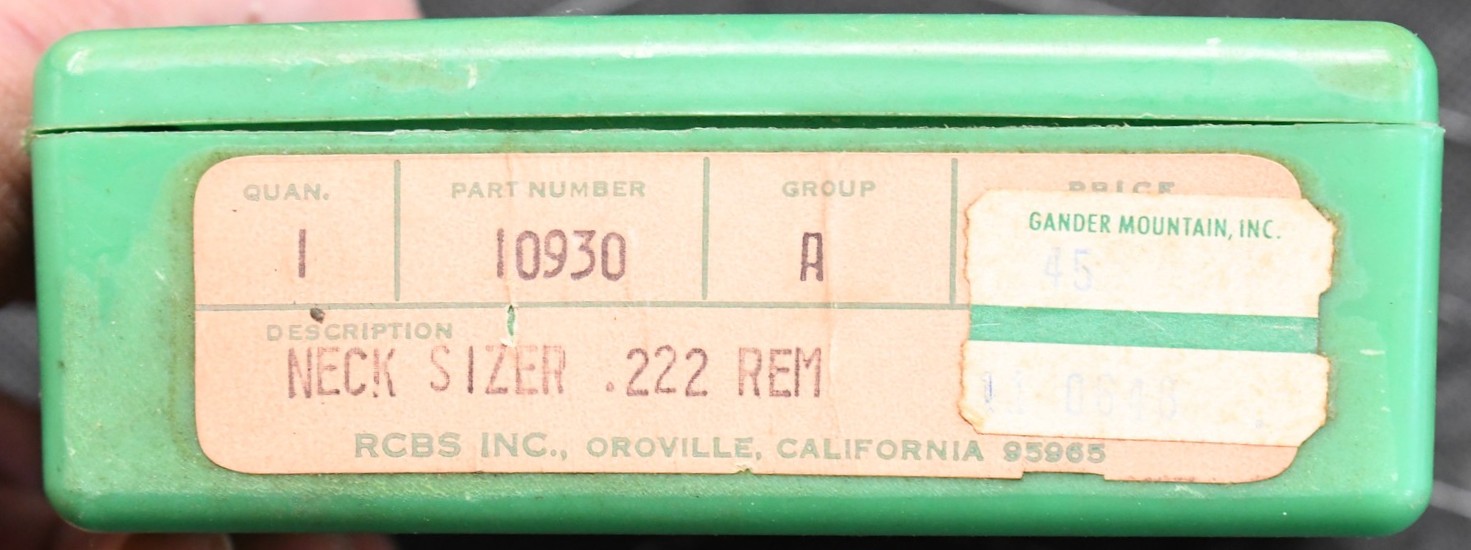 QUAN. PART NUMBER GROUP PRICE
1 10930 A
DESCRIPTION
NECK SIZER .222 REM
RCBS INC., OROVILLE, CALIFORNIA 95965
GANDER MOUNTAIN, INC.
45